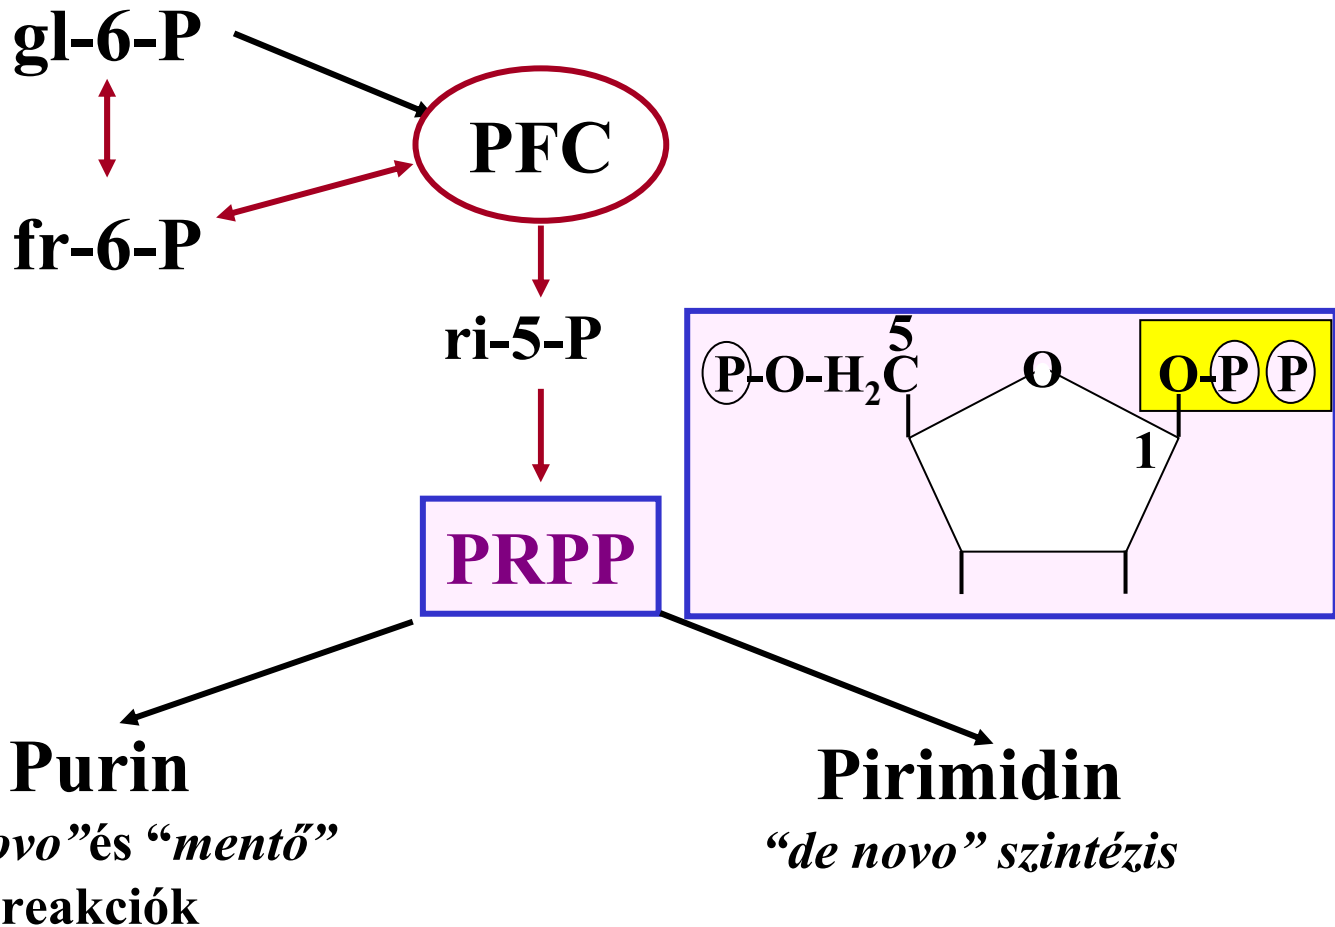 gl-6-P
PFC
fr-6-P
ri-5-P
5
P-O-H₂C
O
O-P P
1
PRPP
Purin
Pirimidin
ovo” és “mentő”
“de novo” szintézis
reakciók